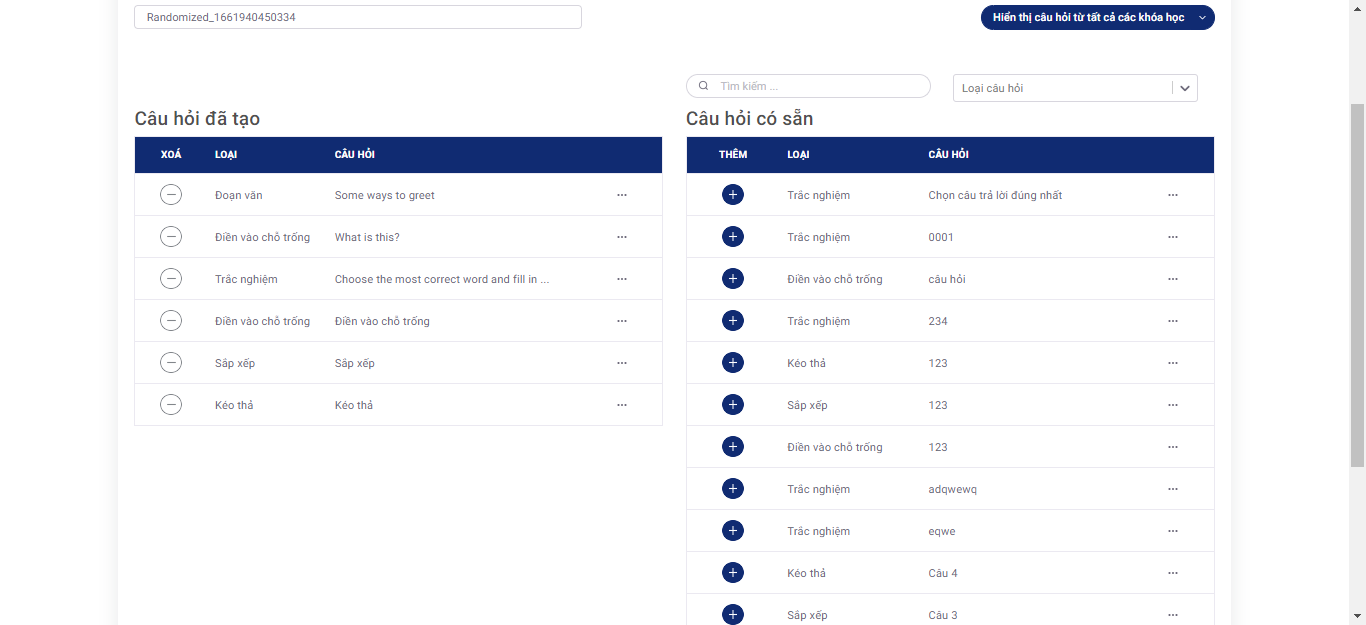 Randomized_1661940450334
Hiển thị câu hỏi từ tất cả các khóa học
Tìm kiếm ...
Loại câu hỏi
Câu hỏi đã tạo
XOÁ LOẠI CÂU HỎI
Đoạn văn Some ways to greet ...
Điền vào chỗ trống What is this? ...
Trắc nghiệm Choose the most correct word and fill in ... ...
Điền vào chỗ trống Điền vào chỗ trống ...
Sắp xếp Sắp xếp ...
Kéo thả Kéo thả ...
Câu hỏi có sẵn
THÊM LOẠI CÂU HỎI
Trắc nghiệm Chọn câu trả lời đúng nhất ...
Trắc nghiệm 0001 ...
Điền vào chỗ trống câu hỏi ...
Trắc nghiệm 234 ...
Kéo thả 123 ...
Sắp xếp 123 ...
Điền vào chỗ trống 123 ...
Trắc nghiệm adqwewq ...
Trắc nghiệm eqwe ...
Kéo thả Câu 4 ...
Sắp xếp Câu 3 ...